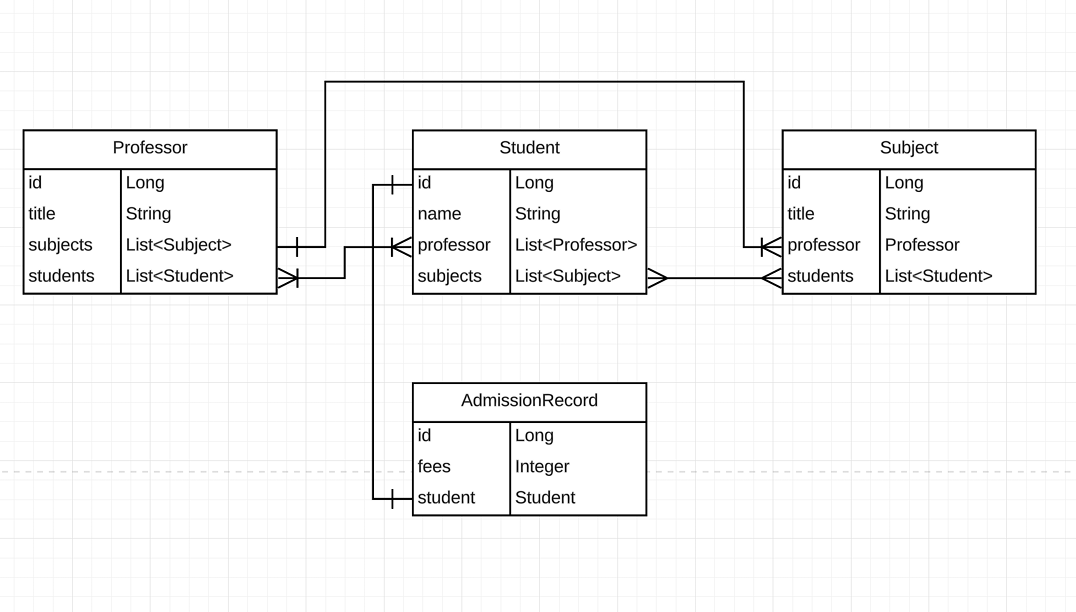 Professor
id Long
title String
subjects List<Subject>
students List<Student>
Student
id Long
name String
professor List<Professor>
subjects List<Subject>
Subject
id Long
title String
professor Professor
students List<Student>
AdmissionRecord
id Long
fees Integer
student Student